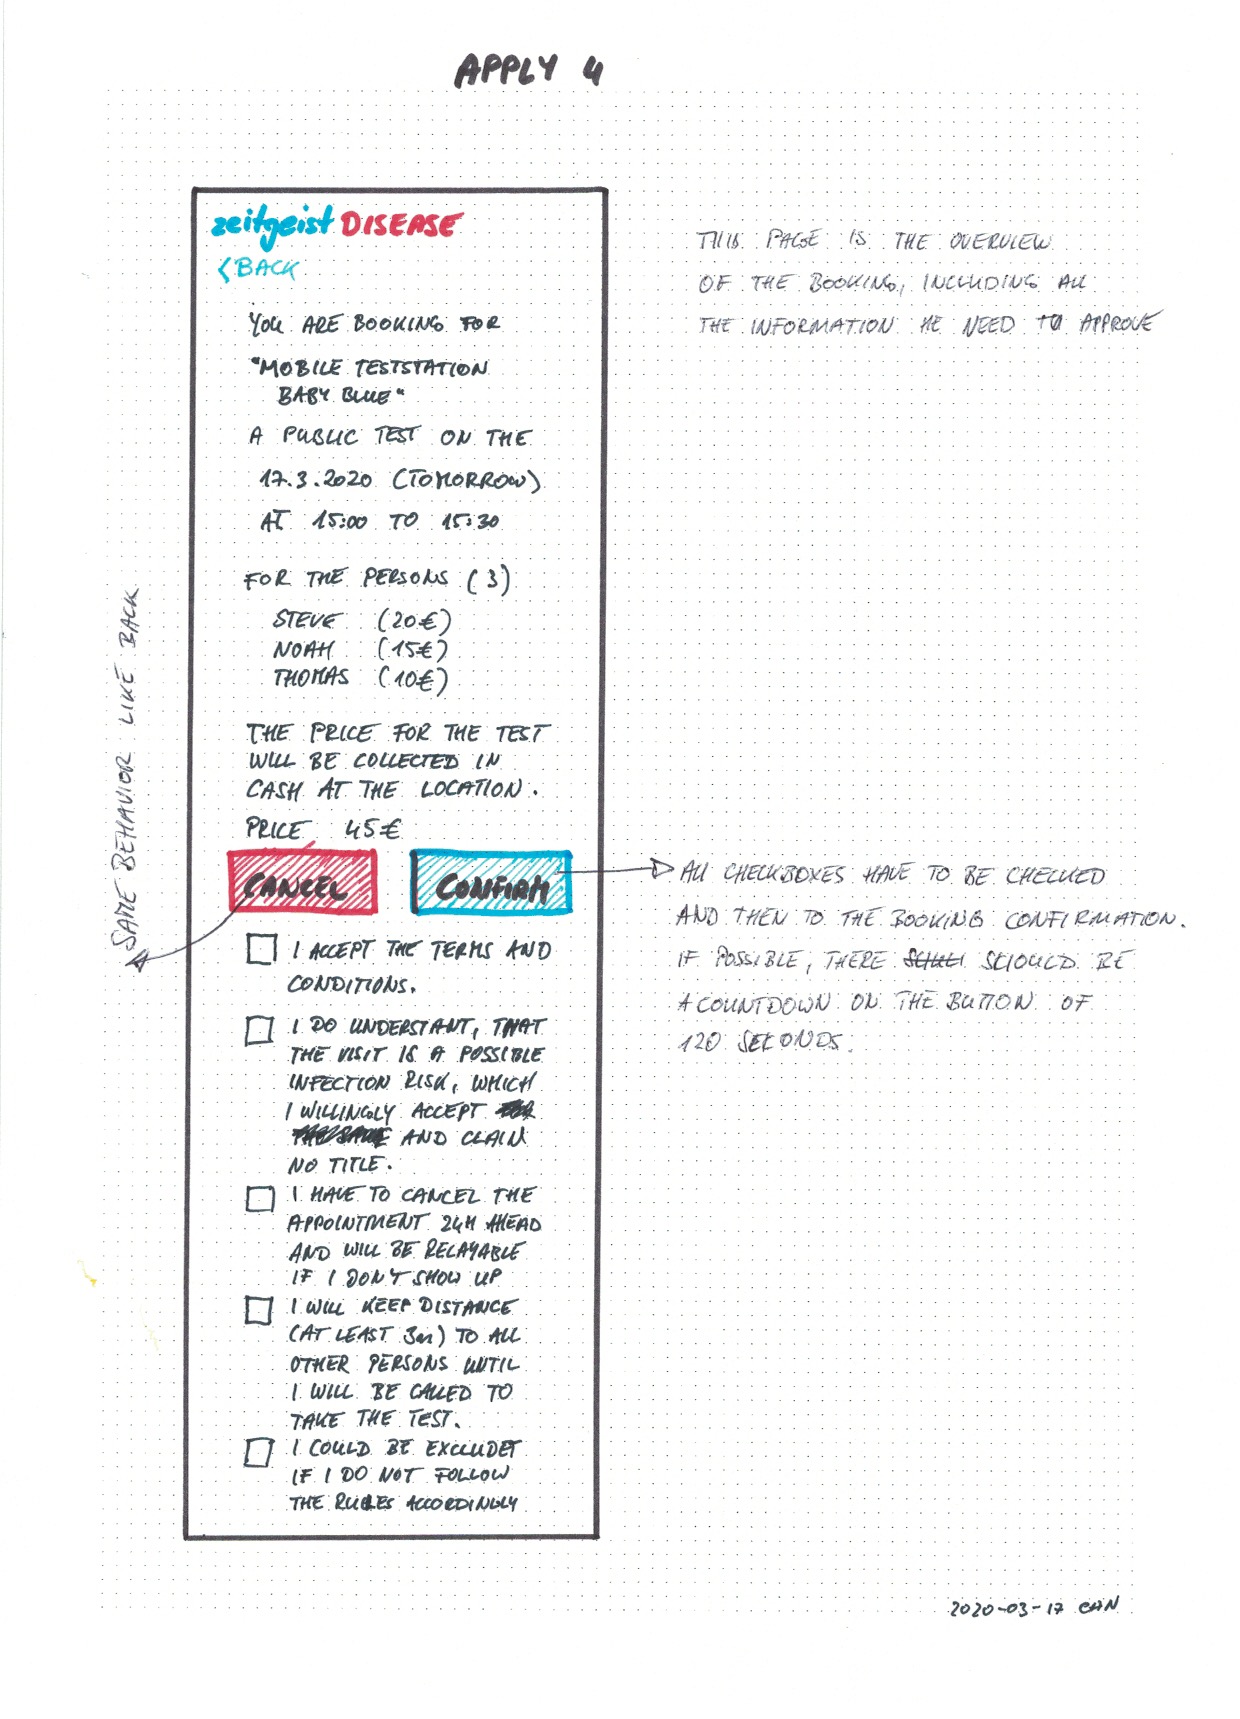 APPLY 4
zeitgeist DISEASE
< BACK
YOU ARE BOOKING FOR
"MOBILE TESTSTATION
BABY BLUE"
A PUBLIC TEST ON THE
17.3.2020 (TOMORROW)
AT 15:00 TO 15:30
FOR THE PERSONS (3)
STEVE (20€)
NOAH (15€)
THOMAS (10€)
THE PRICE FOR THE TEST
WILL BE COLLECTED IN
CASH AT THE LOCATION.
PRICE 45€
CANCEL CONFIRM
I ACCEPT THE TERMS AND
CONDITIONS.
I DO UNDERSTANT, THAT
THE VISIT IS A POSSIBLE
INFECTION RISK, WHICH
I WILLINGLY ACCEPT
AND CLAIM
NO TITLE.
I HAVE TO CANCEL THE
APPOINTMENT 24H AHEAD
AND WILL BE RELAYABLE
IF I DON'T SHOW UP
I WILL KEEP DISTANCE
(AT LEAST 3m) TO ALL
OTHER PERSONS UNTIL
I WILL BE CALLED TO
TAKE THE TEST.
I COULD BE EXCLUDET
IF I DO NOT FOLLOW
THE RULES ACCORDINGLY
SAME BEHAVIOR LIKE BACK
THIS PAGE IS THE OVERVIEW
OF THE BOOKING, INCLUDING ALL
THE INFORMATION HE NEED TO APPROVE
ALL CHECKBOXES HAVE TO BE CHECKED
AND THEN TO THE BOOKING CONFIRMATION.
IF POSSIBLE, THERE SHOULD BE
A COUNTDOWN ON THE BUTTON OF
120 SECONDS.
2020-03-17 CHN